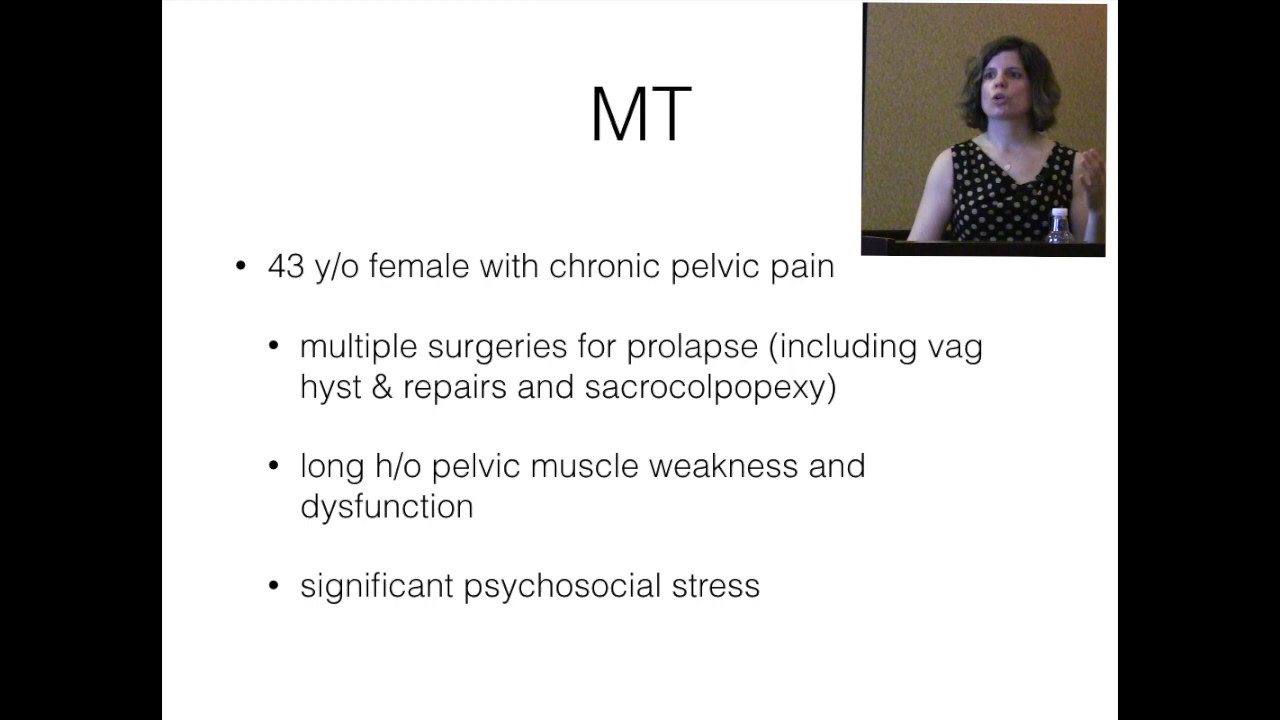 MT
• 43 y/o female with chronic pelvic pain
• multiple surgeries for prolapse (including vag
hyst & repairs and sacrocolpopexy)
• long h/o pelvic muscle weakness and
dysfunction
• significant psychosocial stress